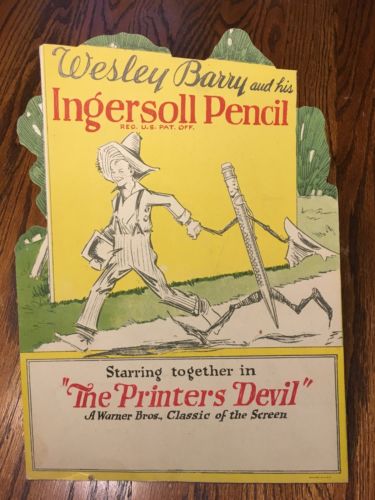 Wesley Barry and his
Ingersoll Pencil
REG. U.S. PAT. OFF.
Starring together in
"The Printers Devil"
A Warner Bros., Classic of the Screen